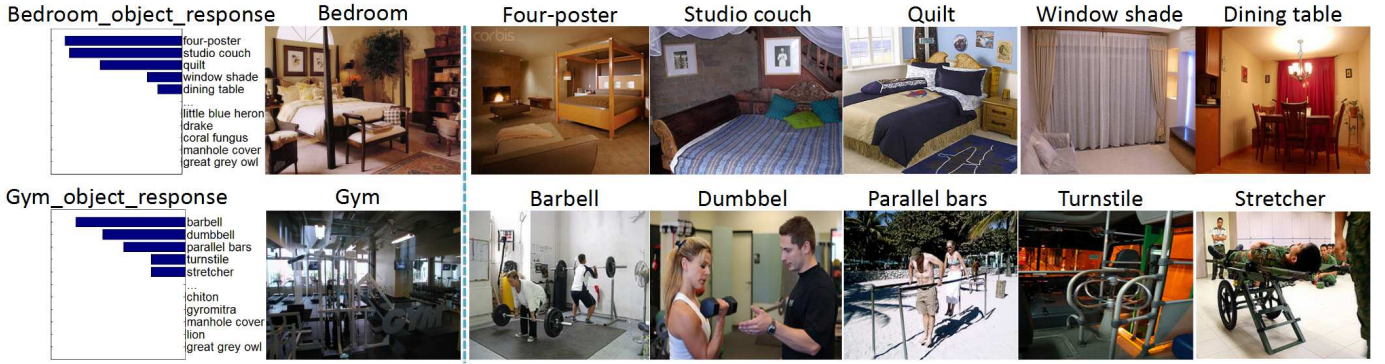 Bedroom_object_response
Bedroom
Four-poster
Studio couch
Quilt
Window shade
Dining table
four-poster
studio couch
quilt
window shade
dining table
...
little blue heron
drake
coral fungus
manhole cover
great grey owl
corbis
Gym_object_response
Gym
Barbell
Dumbbel
Parallel bars
Turnstile
Stretcher
barbell
dumbbell
parallel bars
turnstile
stretcher
...
chiton
gyromitra
manhole cover
lion
great grey owl
GYM